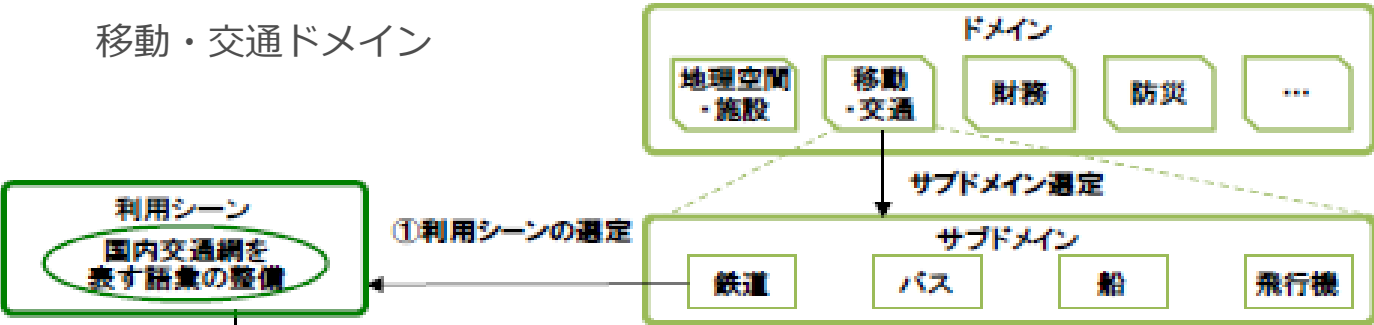 移動・交通ドメイン
ドメイン
地理空間
・施設
移動
・交通
財務
防災
…
サブドメイン選定
利用シーン
国内交通網を
表す語彙の整備
①利用シーンの選定
サブドメイン
鉄道
バス
船
飛行機